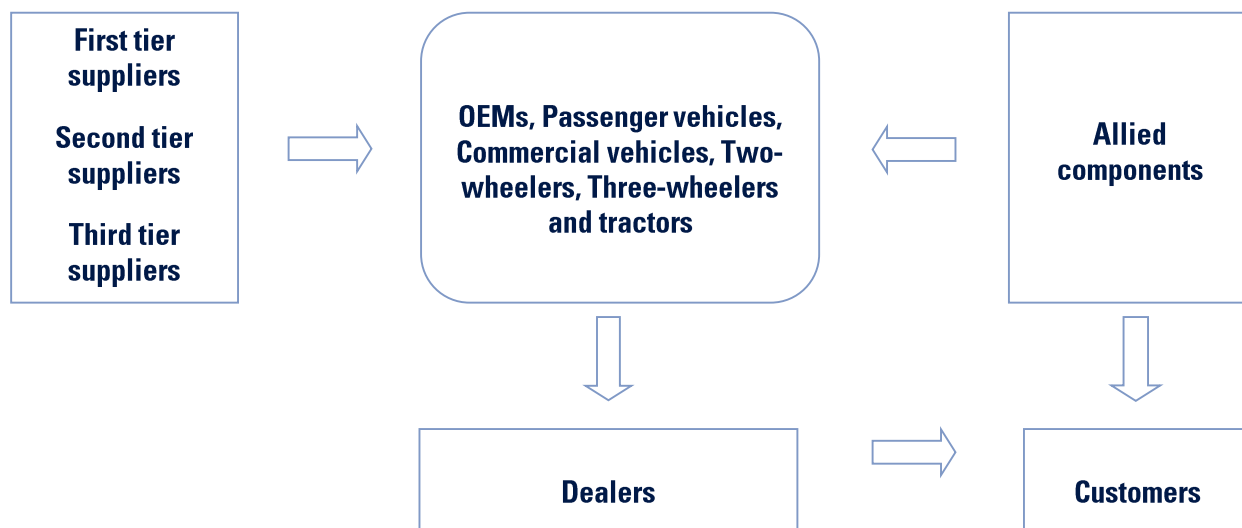 First tier
suppliers
Second tier
suppliers
Third tier
suppliers
OEMs, Passenger vehicles,
Commercial vehicles, Two-
wheelers, Three-wheelers
and tractors
Allied
components
Dealers
Customers